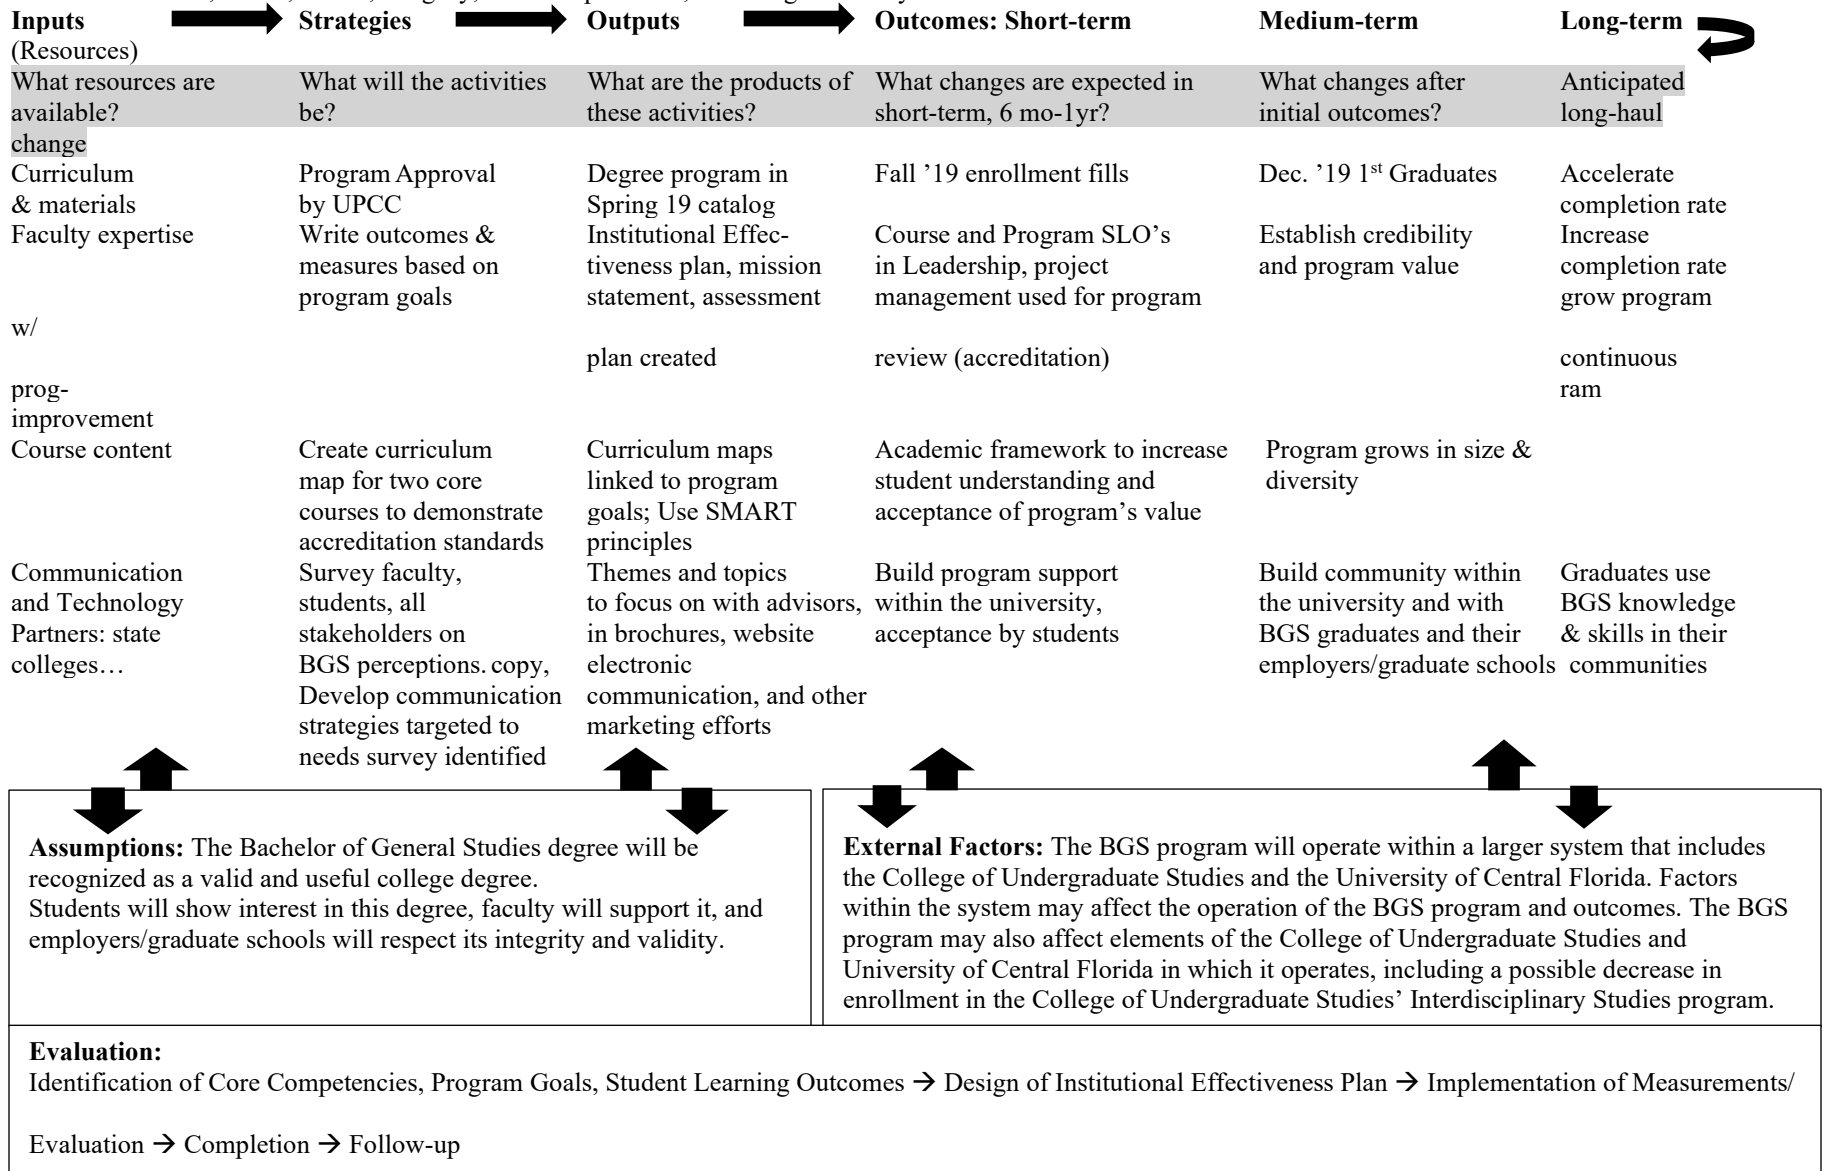 Inputs Strategies Outputs Outcomes: Short-term Medium-term Long-term
(Resources)
What resources are What will the activities What are the products of What changes are expected in What changes after Anticipated
available? be? these activities? short-term, 6 mo-1yr? initial outcomes? long-haul
change
Curriculum Program Approval Degree program in Fall ’19 enrollment fills Dec. ’19 1st Graduates Accelerate
& materials by UPCC Spring 19 catalog completion rate
Faculty expertise Write outcomes & Institutional Effec- Course and Program SLO’s Establish credibility Increase
measures based on tiveness plan, mission in Leadership, project and program value completion rate
program goals statement, assessment management used for program grow program
w/
plan created review (accreditation) continuous
prog- ram
improvement
Course content Create curriculum Curriculum maps Academic framework to increase Program grows in size &
map for two core linked to program student understanding and diversity
courses to demonstrate goals; Use SMART acceptance of program’s value
accreditation standards principles
Communication Survey faculty, Themes and topics Build program support Build community within Graduates use
and Technology students, all to focus on with advisors, within the university, the university and with BGS knowledge
Partners: state stakeholders on in brochures, website acceptance by students BGS graduates and their & skills in their
colleges… BGS perceptions. copy, electronic employers/graduate schools communities
Develop communication communication, and other
strategies targeted to marketing efforts
needs survey identified
Assumptions: The Bachelor of General Studies degree will be
recognized as a valid and useful college degree.
Students will show interest in this degree, faculty will support it, and
employers/graduate schools will respect its integrity and validity.
External Factors: The BGS program will operate within a larger system that includes
the College of Undergraduate Studies and the University of Central Florida. Factors
within the system may affect the operation of the BGS program and outcomes. The BGS
program may also affect elements of the College of Undergraduate Studies and
University of Central Florida in which it operates, including a possible decrease in
enrollment in the College of Undergraduate Studies’ Interdisciplinary Studies program.
Evaluation:
Identification of Core Competencies, Program Goals, Student Learning Outcomes → Design of Institutional Effectiveness Plan → Implementation of Measurements/
Evaluation → Completion → Follow-up